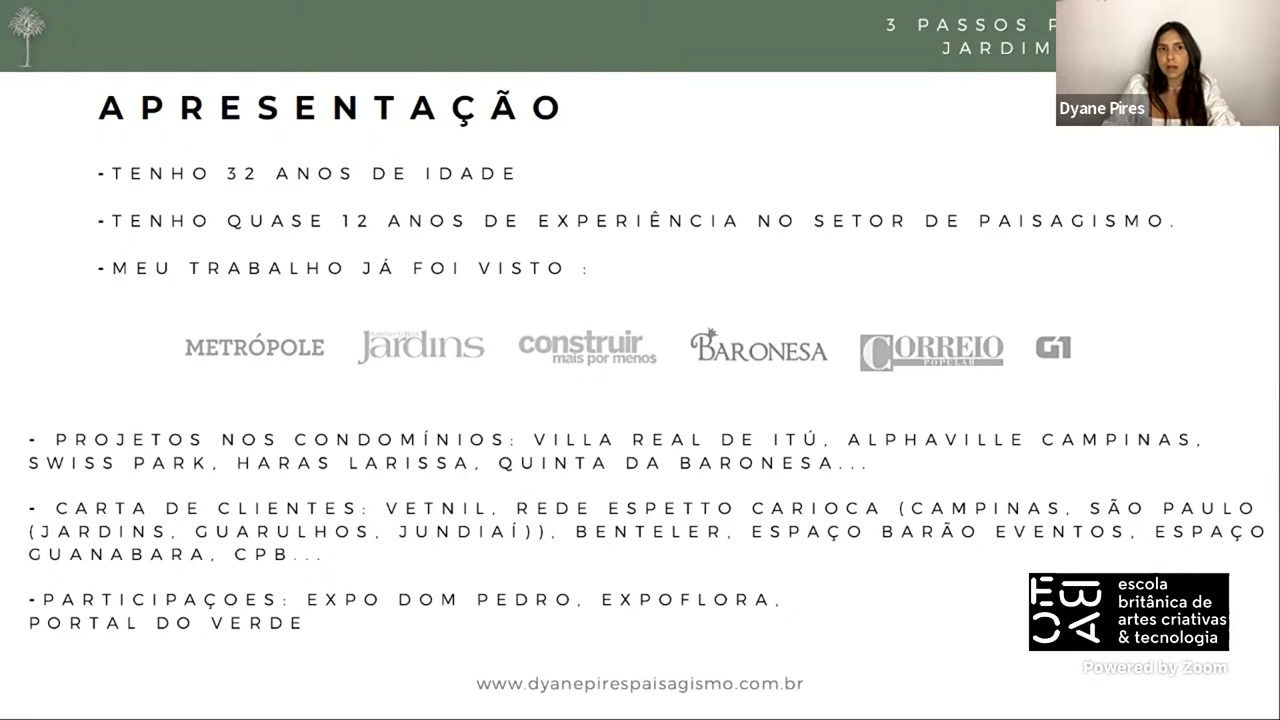 3 PASSOS
JARDIM
Dyane Pires
APRESENTAÇÃO
-TENHO 32 ANOS DE IDADE
-TENHO QUASE 12 ANOS DE EXPERIÊNCIA NO SETOR DE PAISAGISMO.
-MEU TRABALHO JÁ FOI VISTO :
METRÓPOLE
Jardins
construir
mais por menos
BARONESA
CORREIO
POPULAR
G1
- PROJETOS NOS CONDOMÍNIOS: VILLA REAL DE ITÚ, ALPHAVILLE CAMPINAS,
SWISS PARK, HARAS LARISSA, QUINTA DA BARONESA...
- CARTA DE CLIENTES: VETNIL, REDE ESPETTO CARIOCA (CAMPINAS, SÃO PAULO
(JARDINS, GUARULHOS, JUNDIAÍ)), BENTELER, ESPAÇO BARÃO EVENTOS, ESPAÇO
GUANABARA, CPB...
-PARTICIPAÇOES: EXPO DOM PEDRO, EXPOFLORA,
PORTAL DO VERDE
escola
britânica de
artes criativas
& tecnologia
Powered by Zoom
www.dyanepirespaisagismo.com.br